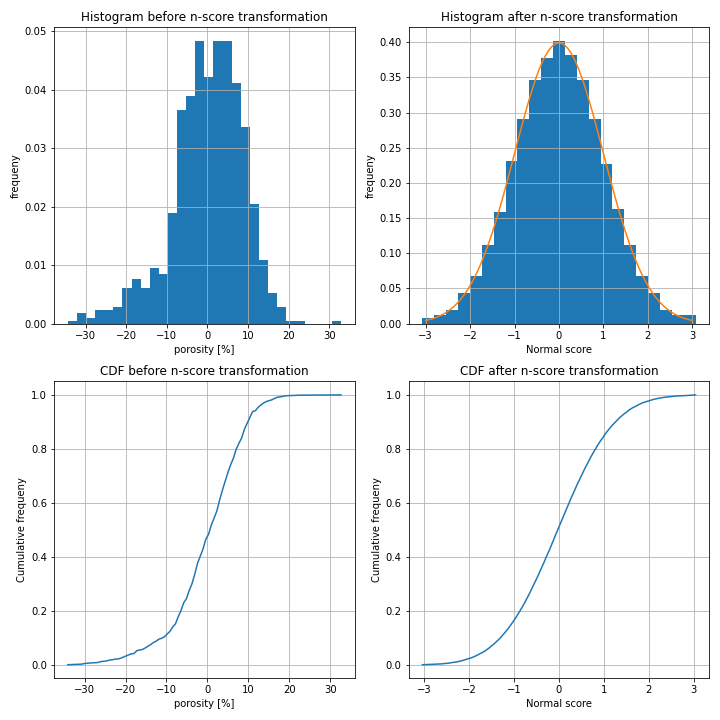 Histogram before n-score transformation
0.05
0.04
0.03
0.02
0.01
0.00
frequeny
−30 −20 −10 0 10 20 30
porosity [%]
Histogram after n-score transformation
0.40
0.35
0.30
0.25
0.20
0.15
0.10
0.05
0.00
frequeny
−3 −2 −1 0 1 2 3
Normal score
CDF before n-score transformation
1.0
0.8
0.6
0.4
0.2
0.0
Cumulative frequeny
−30 −20 −10 0 10 20 30
porosity [%]
CDF after n-score transformation
1.0
0.8
0.6
0.4
0.2
0.0
Cumulative frequeny
−3 −2 −1 0 1 2 3
Normal score